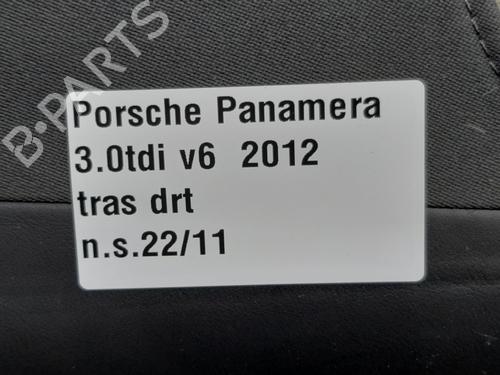 B-PARTS
Porsche Panamera
3.0tdi v6 2012
tras drt
n.s.22/11